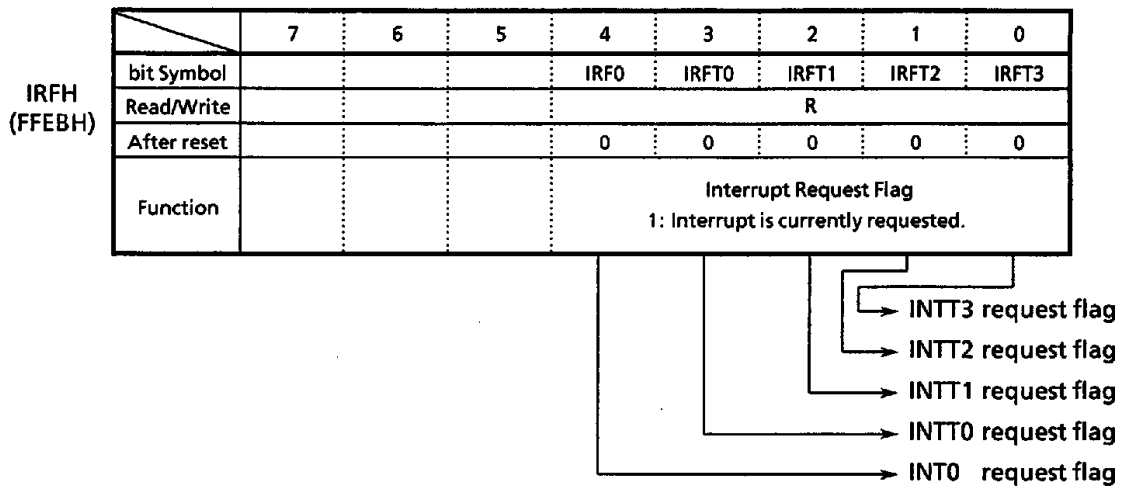 7 6 5 4 3 2 1 0
bit Symbol IRF0 IRFT0 IRFT1 IRFT2 IRFT3
IRFH
(FFEBH)
Read/Write R
After reset 0 0 0 0 0
Function
Interrupt Request Flag
1: Interrupt is currently requested.
INTT3 request flag
INTT2 request flag
INTT1 request flag
INTT0 request flag
INT0 request flag